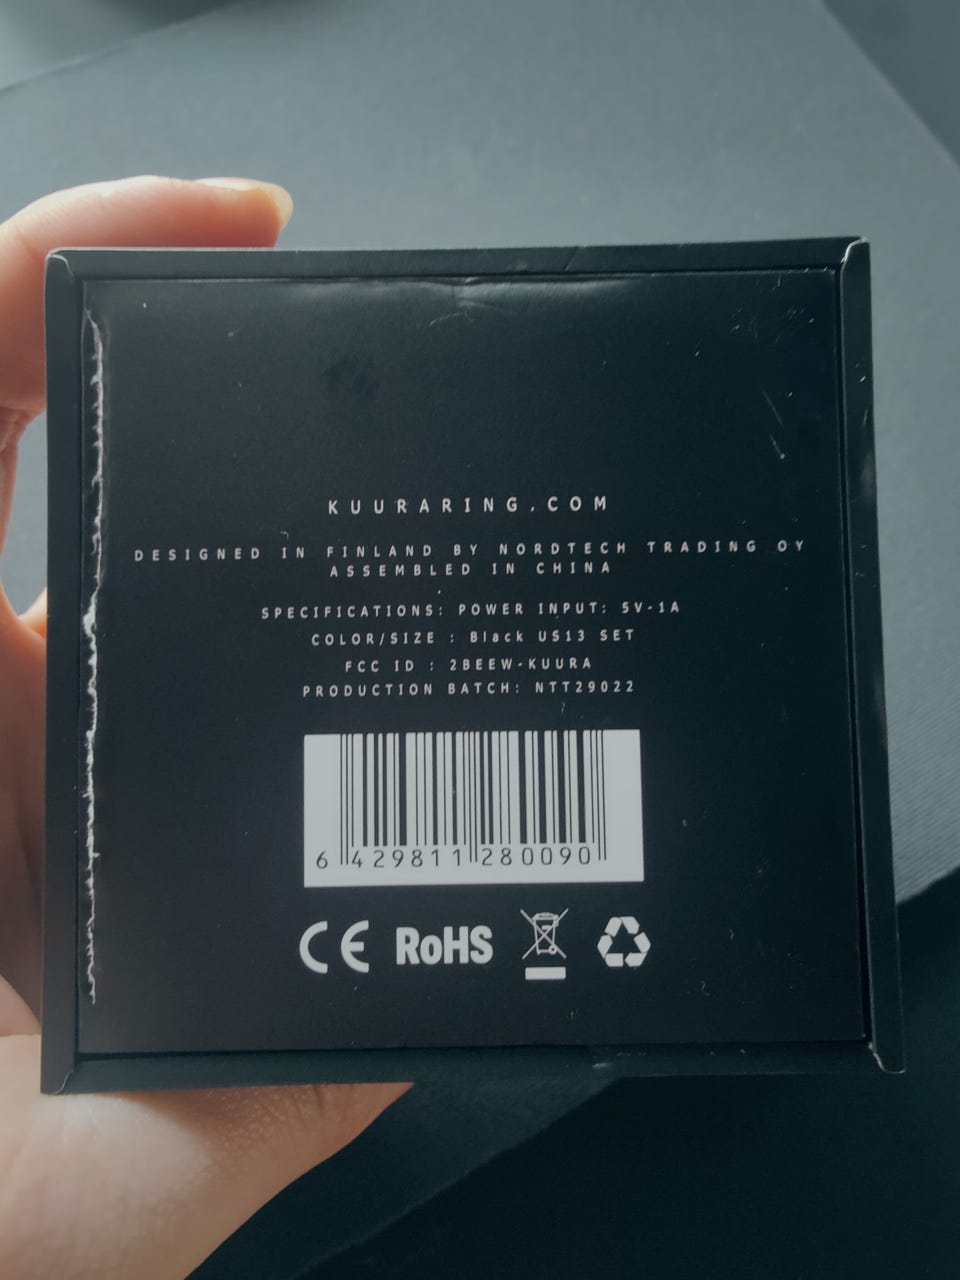 KUURARING.COM
DESIGNED IN FINLAND BY NORDTECH TRADING OY
ASSEMBLED IN CHINA
SPECIFICATIONS: POWER INPUT: 5V-1A
COLOR/SIZE : Black US13 SET
FCC ID : 2BEEW-KUURA
PRODUCTION BATCH: NTT29022
6 429811 280090
CE RoHS